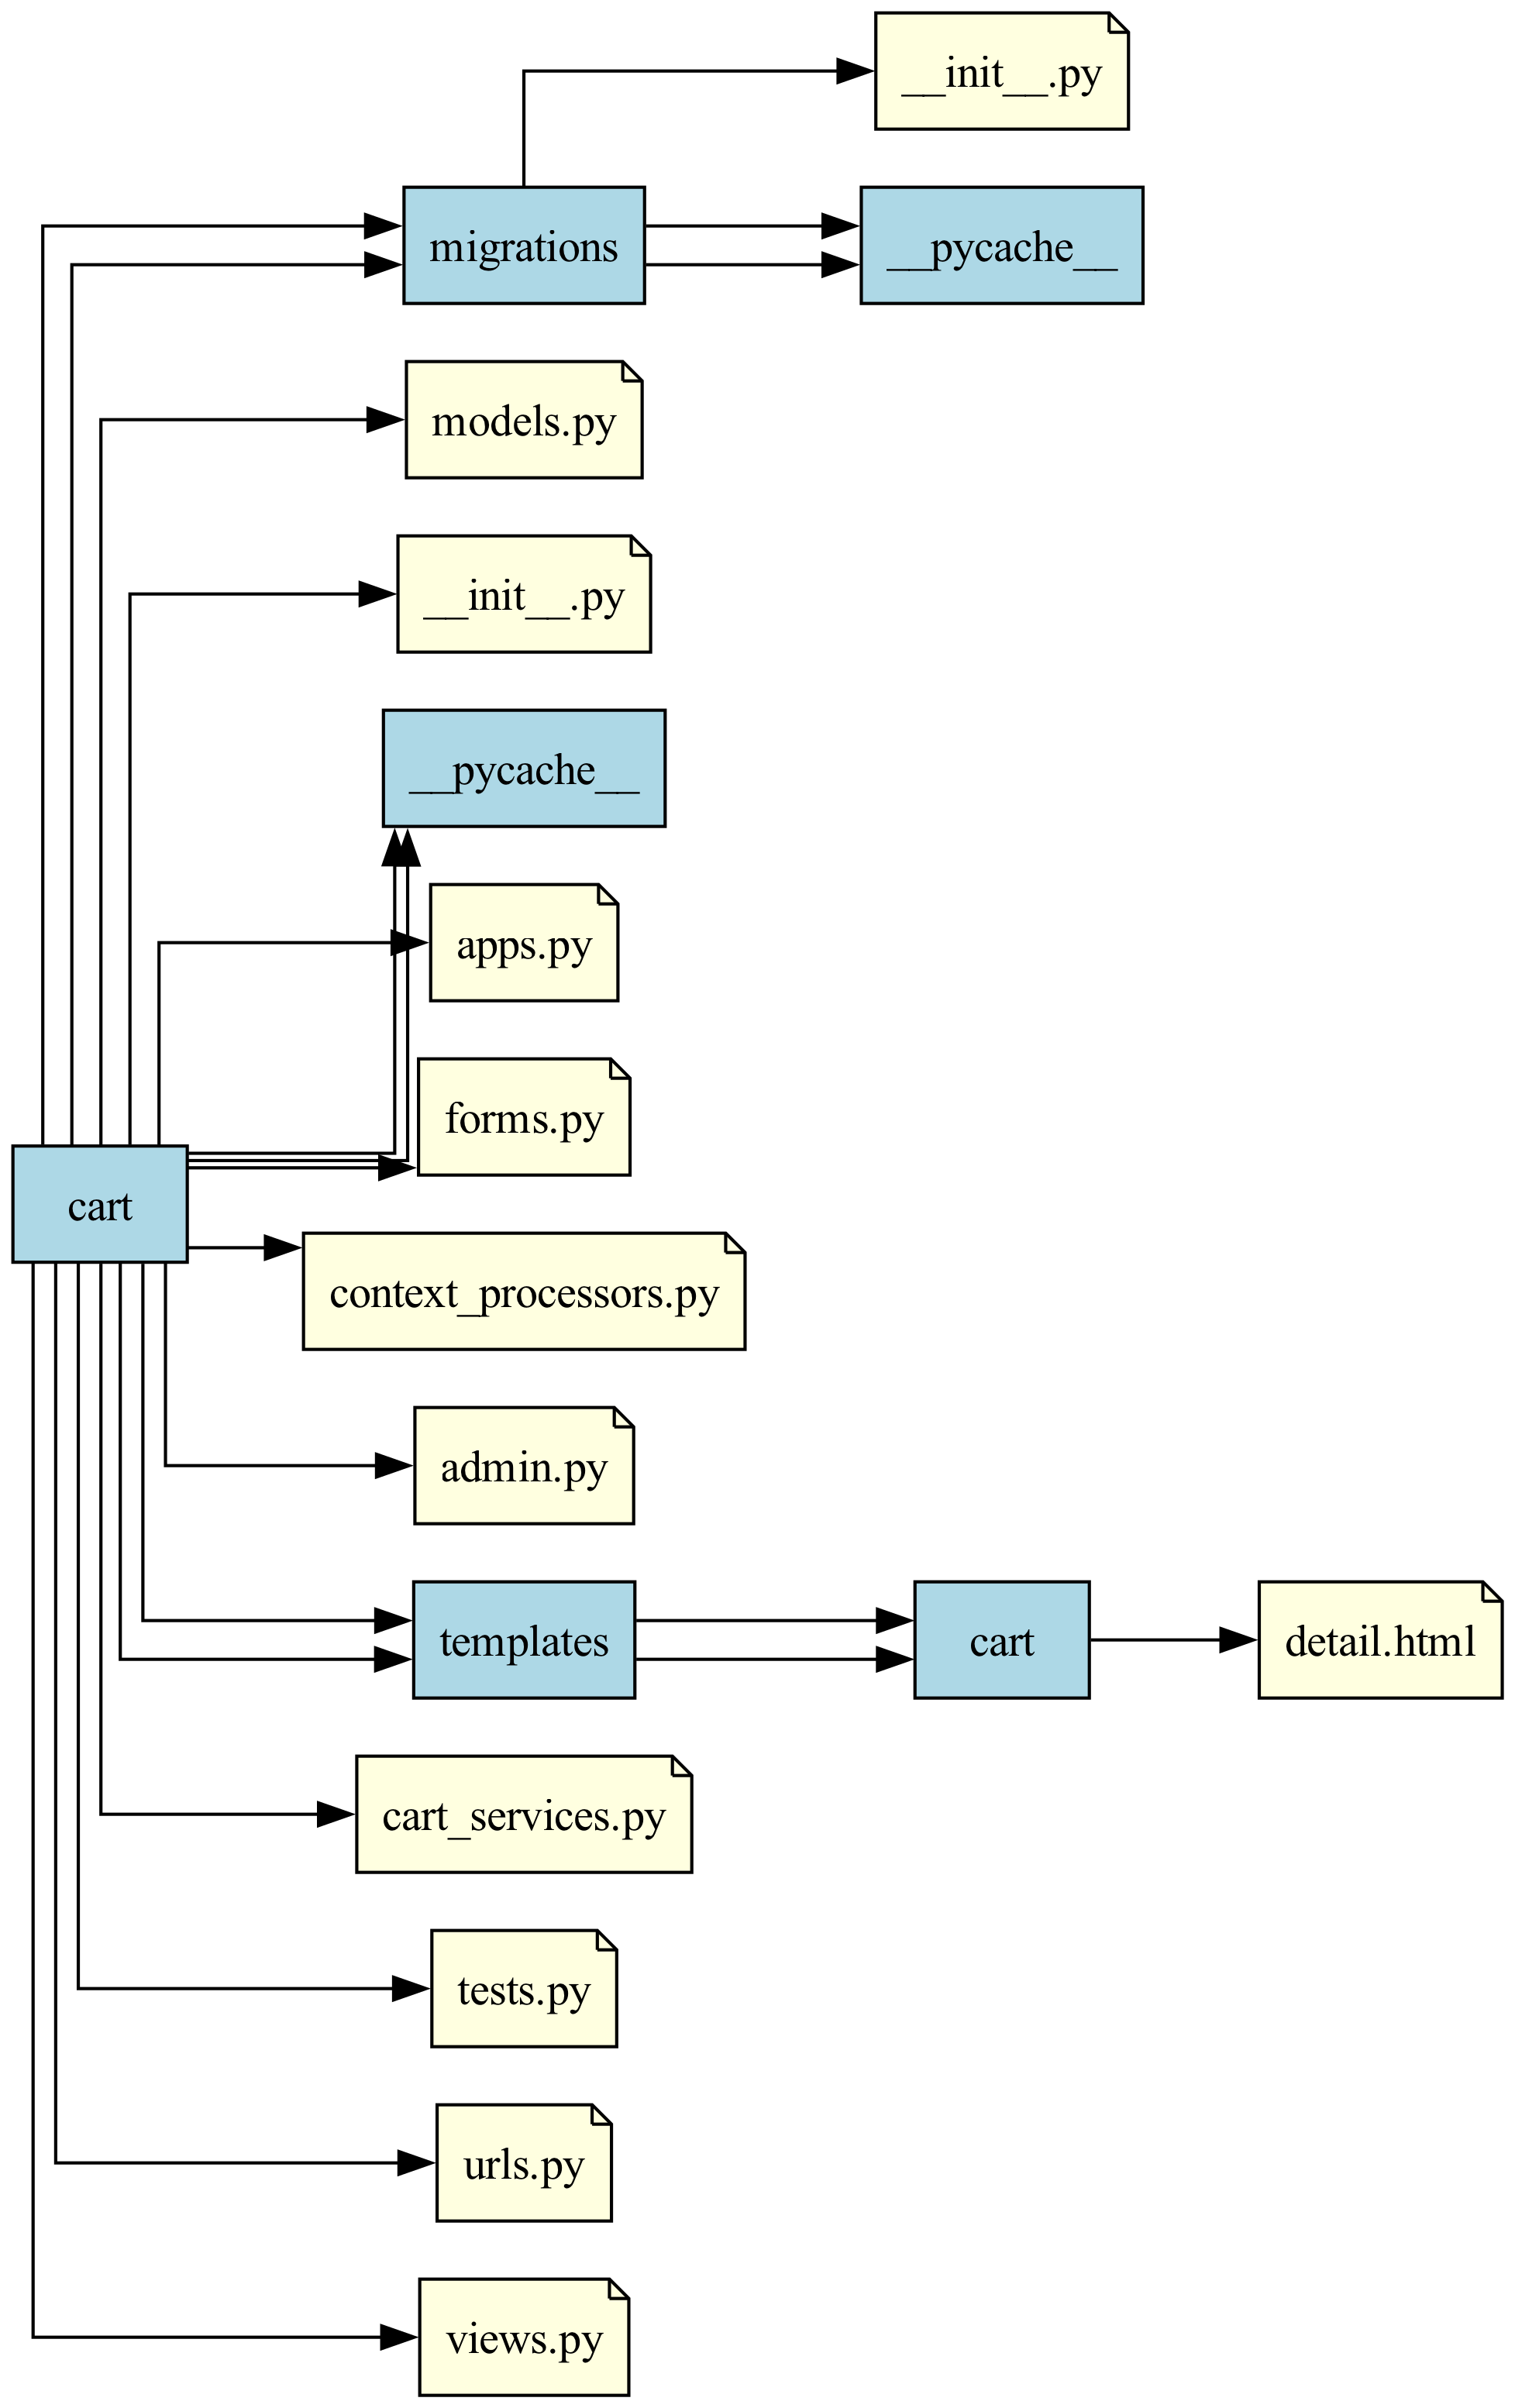 __init__.py
migrations
__pycache__
models.py
__init__.py
__pycache__
apps.py
forms.py
cart
context_processors.py
admin.py
templates
cart
detail.html
cart_services.py
tests.py
urls.py
views.py